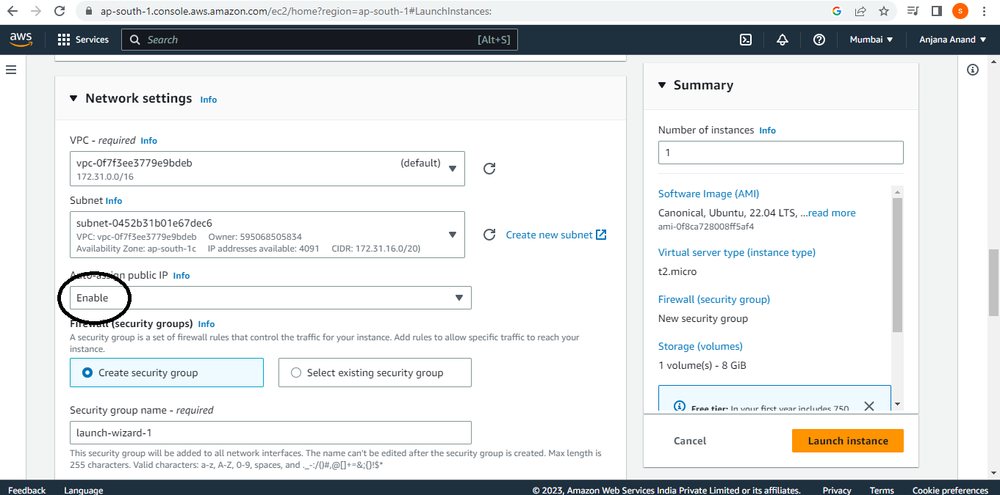 ap-south-1.console.aws.amazon.com/ec2/home?region=ap-south-1#LaunchInstances:
S
aws
Services
Search
[Alt+S]
Mumbai
Anjana Anand
Network settings Info
VPC - required Info
vpc-0f7f3ee3779e9bdeb (default)
172.31.0.0/16
Subnet Info
subnet-0452b31b01e67dec6
VPC: vpc-0f7f3ee3779e9bdeb Owner: 595068505834
Availability Zone: ap-south-1c IP addresses available: 4091 CIDR: 172.31.16.0/20)
Create new subnet
Auto-assign public IP Info
Enable
Firewall (security groups) Info
A security group is a set of firewall rules that control the traffic for your instance. Add rules to allow specific traffic to reach your
instance.
Create security group
Select existing security group
Security group name - required
launch-wizard-1
This security group will be added to all network interfaces. The name can't be edited after the security group is created. Max length is
255 characters. Valid characters: a-z, A-Z, 0-9, spaces, and ._-:/()#,@[]+=&;{}!$*
Summary
Number of instances Info
1
Software Image (AMI)
Canonical, Ubuntu, 22.04 LTS, ...read more
ami-0f8ca728008ff5af4
Virtual server type (instance type)
t2.micro
Firewall (security group)
New security group
Storage (volumes)
1 volume(s) - 8 GiB
Free tier: In your first year includes 750
Cancel
Launch instance
Feedback
Language
© 2023, Amazon Web Services India Private Limited or its affiliates.
Privacy
Terms
Cookie preferences